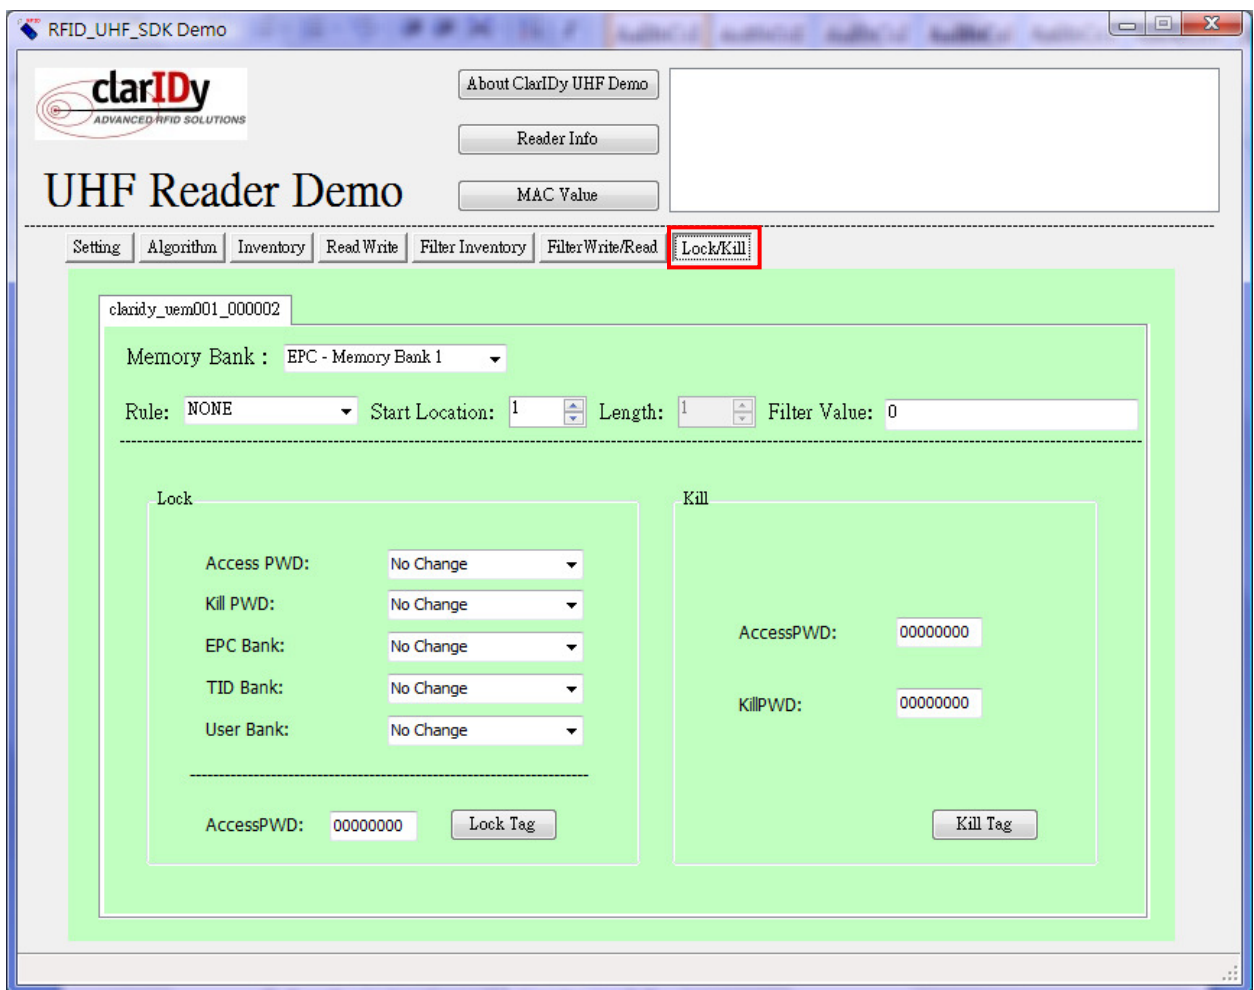 RFID_UHF_SDK Demo
clarIDy
ADVANCED RFID SOLUTIONS
About ClarIDy UHF Demo
Reader Info
MAC Value
UHF Reader Demo
Setting Algorithm Inventory Read Write Filter Inventory FilterWrite/Read Lock/Kill
claridy_uem001_000002
Memory Bank : EPC - Memory Bank 1
Rule: NONE Start Location: 1 Length: 1 Filter Value: 0
Lock
Access PWD: No Change
Kill PWD: No Change
EPC Bank: No Change
TID Bank: No Change
User Bank: No Change
AccessPWD: 00000000 Lock Tag
Kill
AccessPWD: 00000000
KillPWD: 00000000
Kill Tag